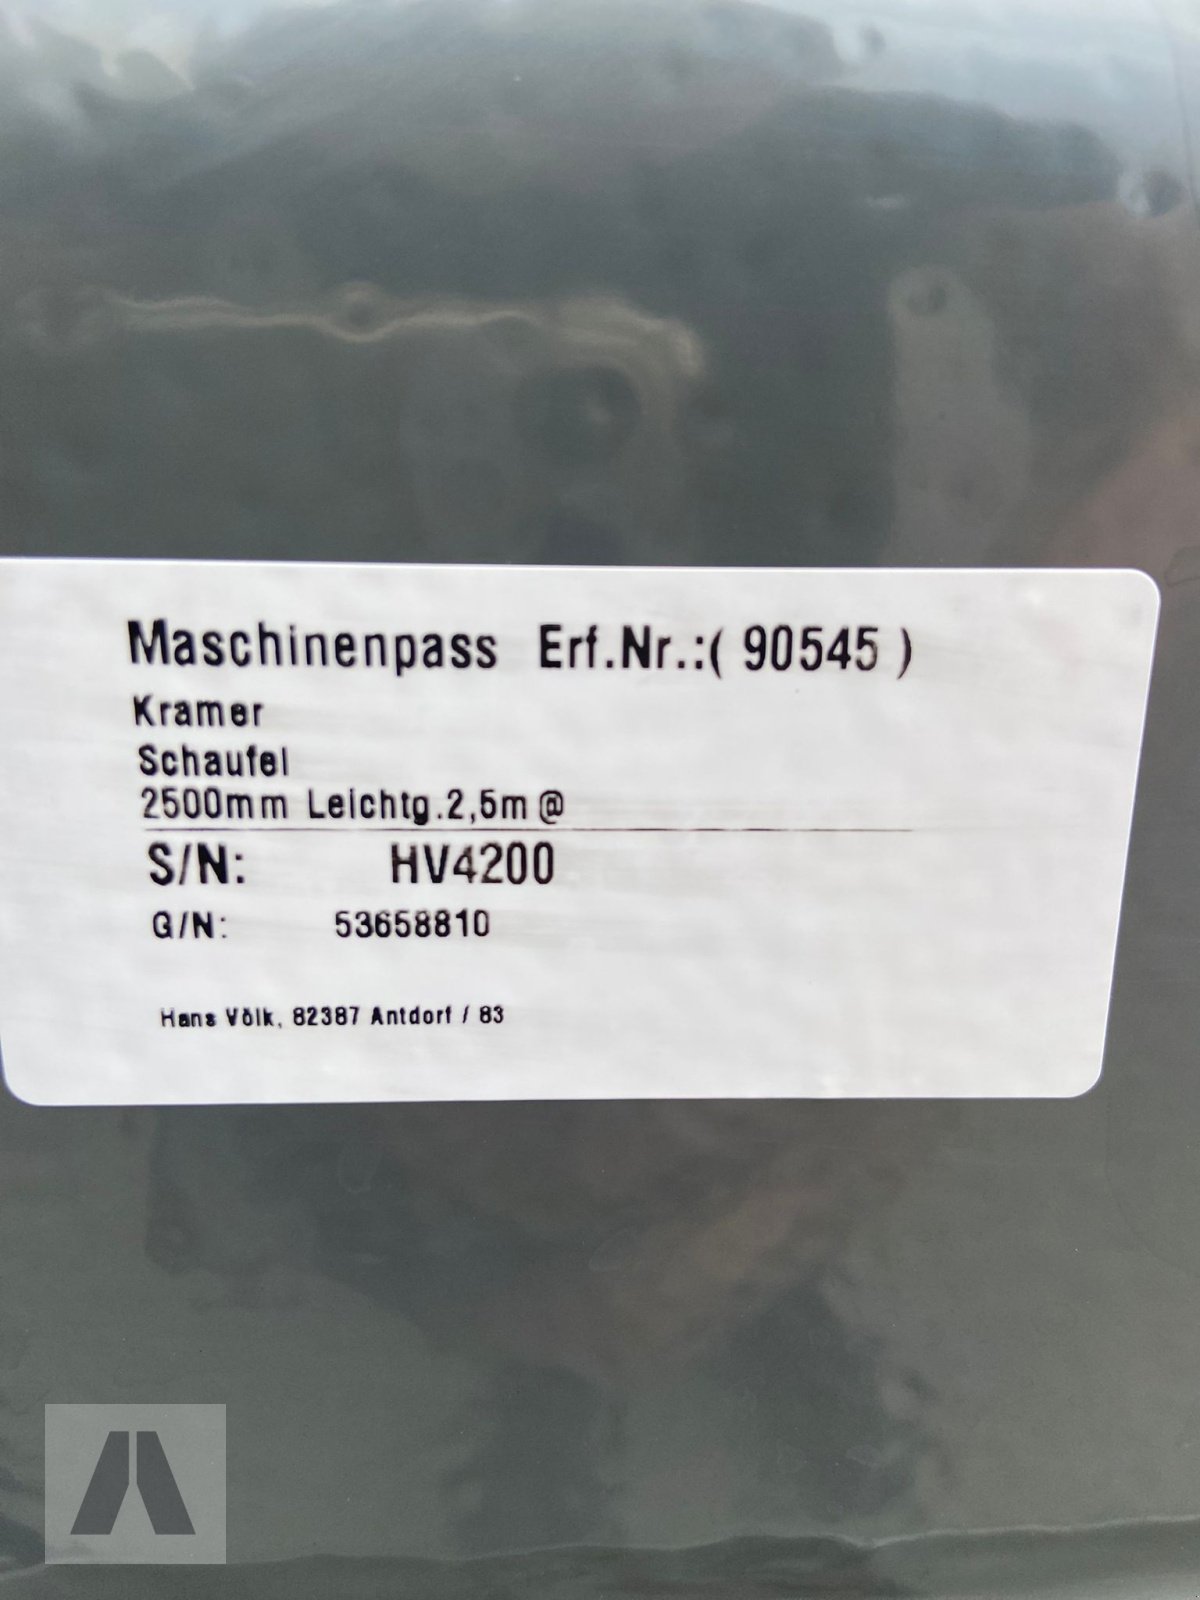 Maschinenpass Erf.Nr.:( 90545 )
Kramer
Schaufel
2500mm Leichtg.2,5m @
S/N: HV4200
G/N: 53658810
Hans Völk, 82387 Antdorf / 83